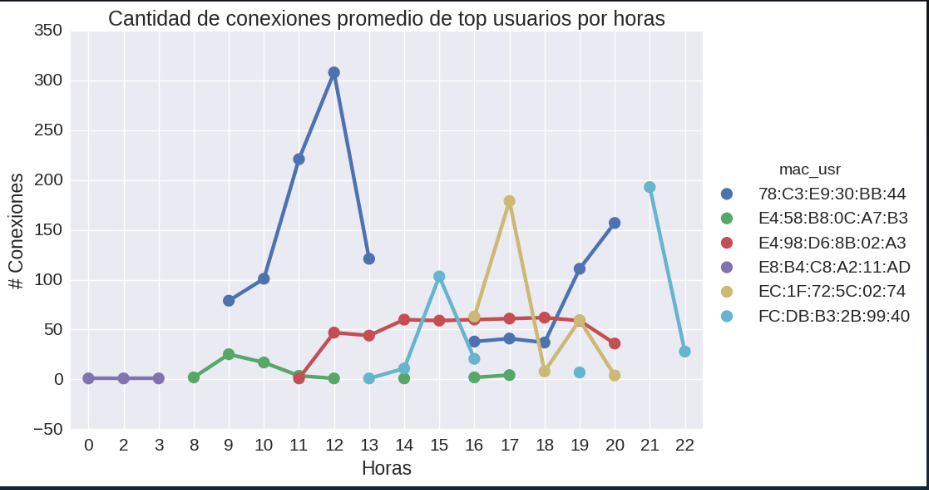 Cantidad de conexiones promedio de top usuarios por horas
350
300
250
200
150
100
50
0
−50
# Conexiones
0 2 3 8 9 10 11 12 13 14 15 16 17 18 19 20 21 22
Horas
mac_usr
78:C3:E9:30:BB:44
E4:58:B8:0C:A7:B3
E4:98:D6:8B:02:A3
E8:B4:C8:A2:11:AD
EC:1F:72:5C:02:74
FC:DB:B3:2B:99:40